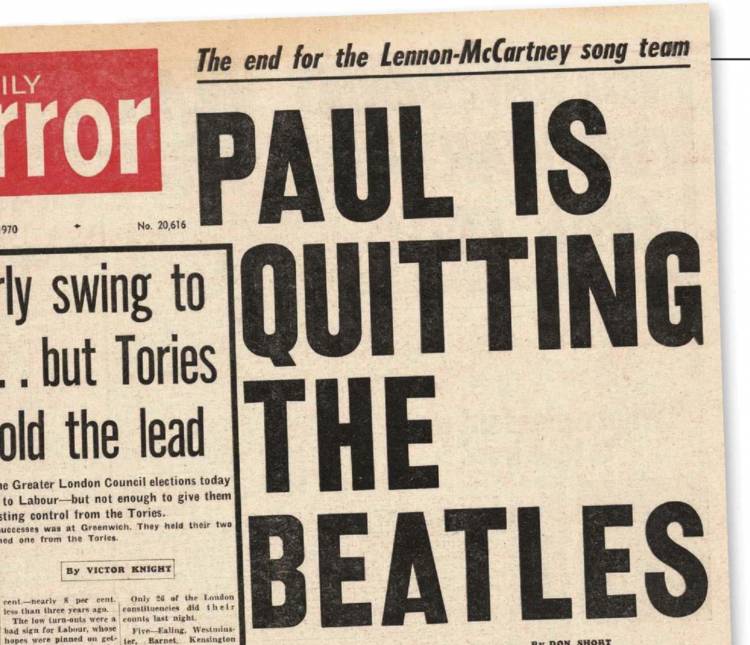 The end for the Lennon-McCartney song team
ILY
rror
PAUL IS
QUITTING
THE
BEATLES
970
No. 20,616
rly swing to
. . but Tories
old the lead
he Greater London Council elections today
to Labour—but not enough to give them
sting control from the Tories.
uccesses was at Greenwich. They held their two
ned one from the Tories.
By VICTOR KNIGHT
cent.—nearly 8 per cent.
less than three years ago.
The low turn-outs were a
bad sign for Labour, whose
hopes were pinned on get-
Only 26 of the London
constituencies did their
counts last night.
Five—Ealing, Westmins-
ter, Barnet, Kensington
By DON SHORT